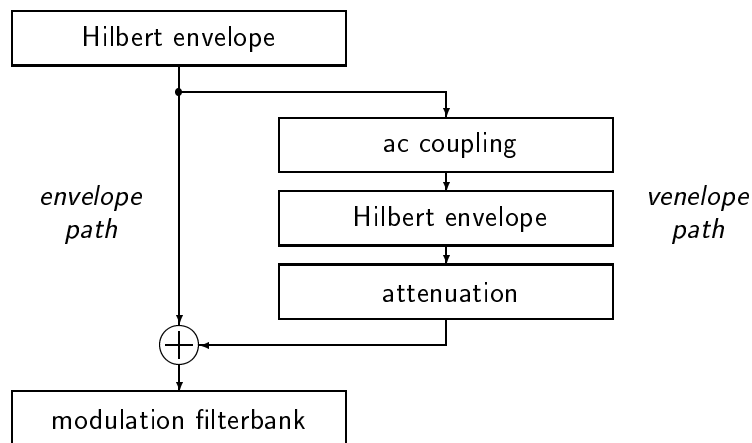 Hilbert envelope
ac coupling
envelope
path
Hilbert envelope
venelope
path
attenuation
modulation filterbank